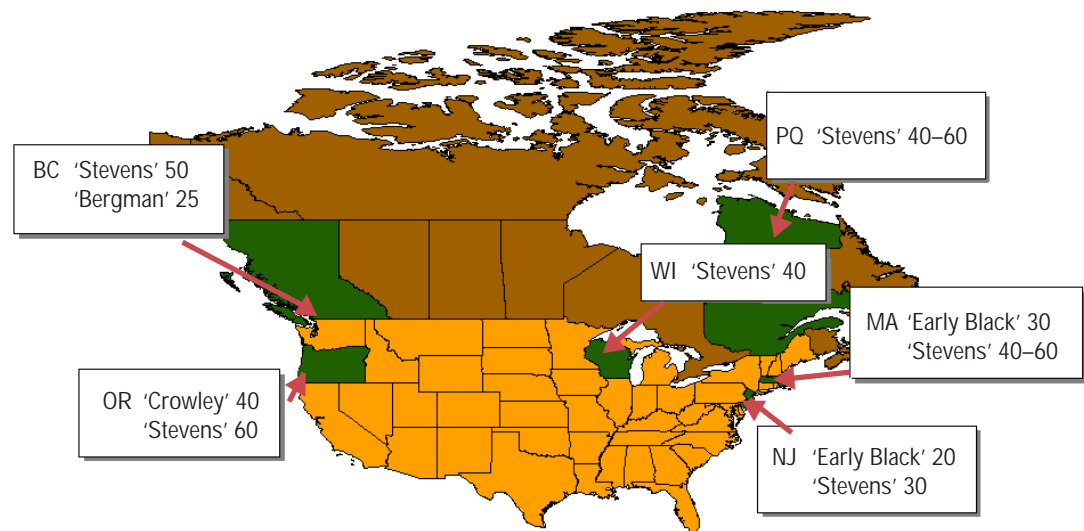 PQ ‘Stevens’ 40–60
BC ‘Stevens’ 50
‘Bergman’ 25
WI ‘Stevens’ 40
MA ‘Early Black’ 30
‘Stevens’ 40–60
OR ‘Crowley’ 40
‘Stevens’ 60
NJ ‘Early Black’ 20
‘Stevens’ 30